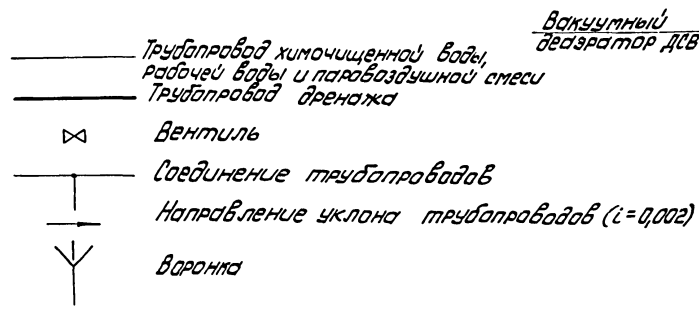 Вакуумный
деаэратор ДСВ
Трубопровод химочищенной воды,
рабочей воды и паровоздушной смеси
Трубопровод дренажа
Вентиль
Соединение трубопроводов
Направление уклона трубопроводов (i=0,002)
Воронка